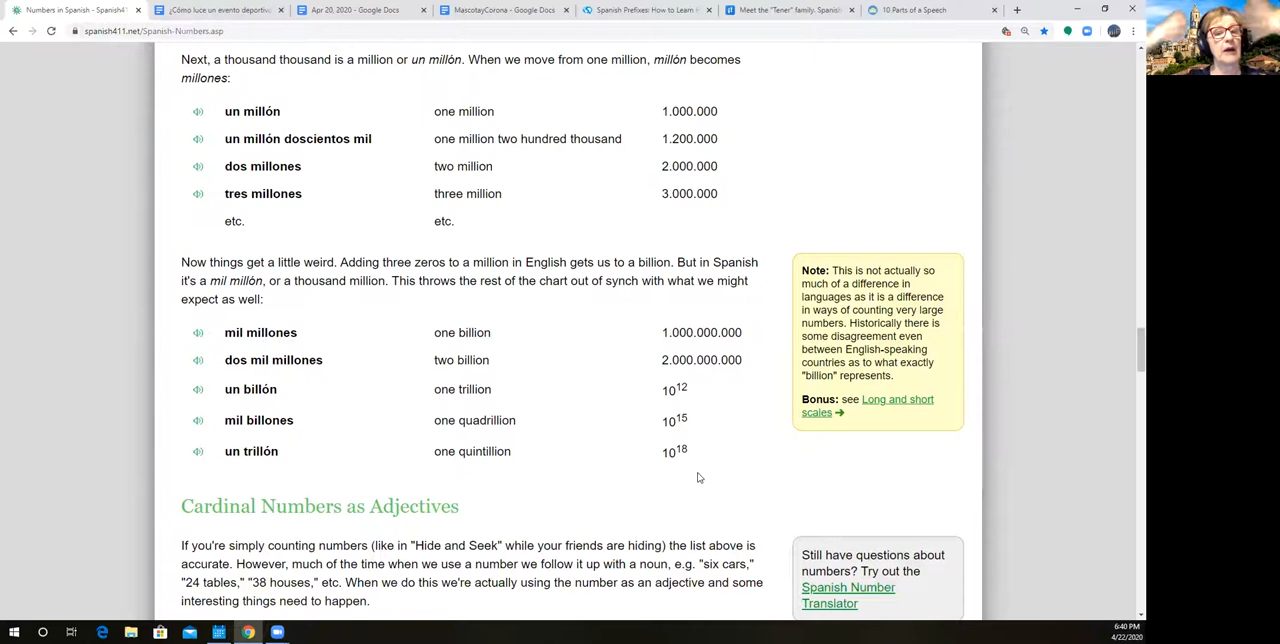 Numbers in Spanish - Spanish41
¿Cómo luce un evento deportivo
Apr 20, 2020 - Google Docs
MascotayCorona - Google Docs
Spanish Prefixes: How to Learn
Meet the "Tener" family. Spanish
10 Parts of a Speech
spanish411.net/Spanish-Numbers.asp
Next, a thousand thousand is a million or un millón. When we move from one million, millón becomes
millones:
un millón one million 1.000.000
un millón doscientos mil one million two hundred thousand 1.200.000
dos millones two million 2.000.000
tres millones three million 3.000.000
etc. etc.
Now things get a little weird. Adding three zeros to a million in English gets us to a billion. But in Spanish
it's a mil millón, or a thousand million. This throws the rest of the chart out of synch with what we might
expect as well:
mil millones one billion 1.000.000.000
dos mil millones two billion 2.000.000.000
un billón one trillion 10¹²
mil billones one quadrillion 10¹⁵
un trillón one quintillion 10¹⁸
Note: This is not actually so
much of a difference in
languages as it is a difference
in ways of counting very large
numbers. Historically there is
some disagreement even
between English-speaking
countries as to what exactly
"billion" represents.
Bonus: see Long and short
scales
Cardinal Numbers as Adjectives
If you're simply counting numbers (like in "Hide and Seek" while your friends are hiding) the list above is
accurate. However, much of the time when we use a number we follow it up with a noun, e.g. "six cars,"
"24 tables," "38 houses," etc. When we do this we're actually using the number as an adjective and some
interesting things need to happen.
Still have questions about
numbers? Try out the
Spanish Number
Translator
6:40 PM
4/22/2020